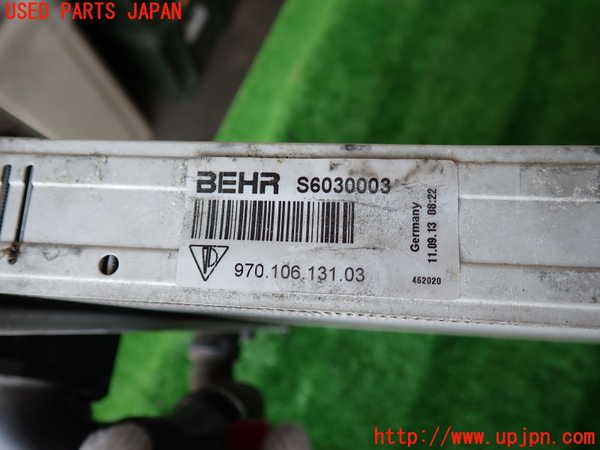 USED PARTS JAPAN
BEHR S6030003
970.106.131.03
Germany
11.09.13 08:22
462020
http://www.upjpn.com